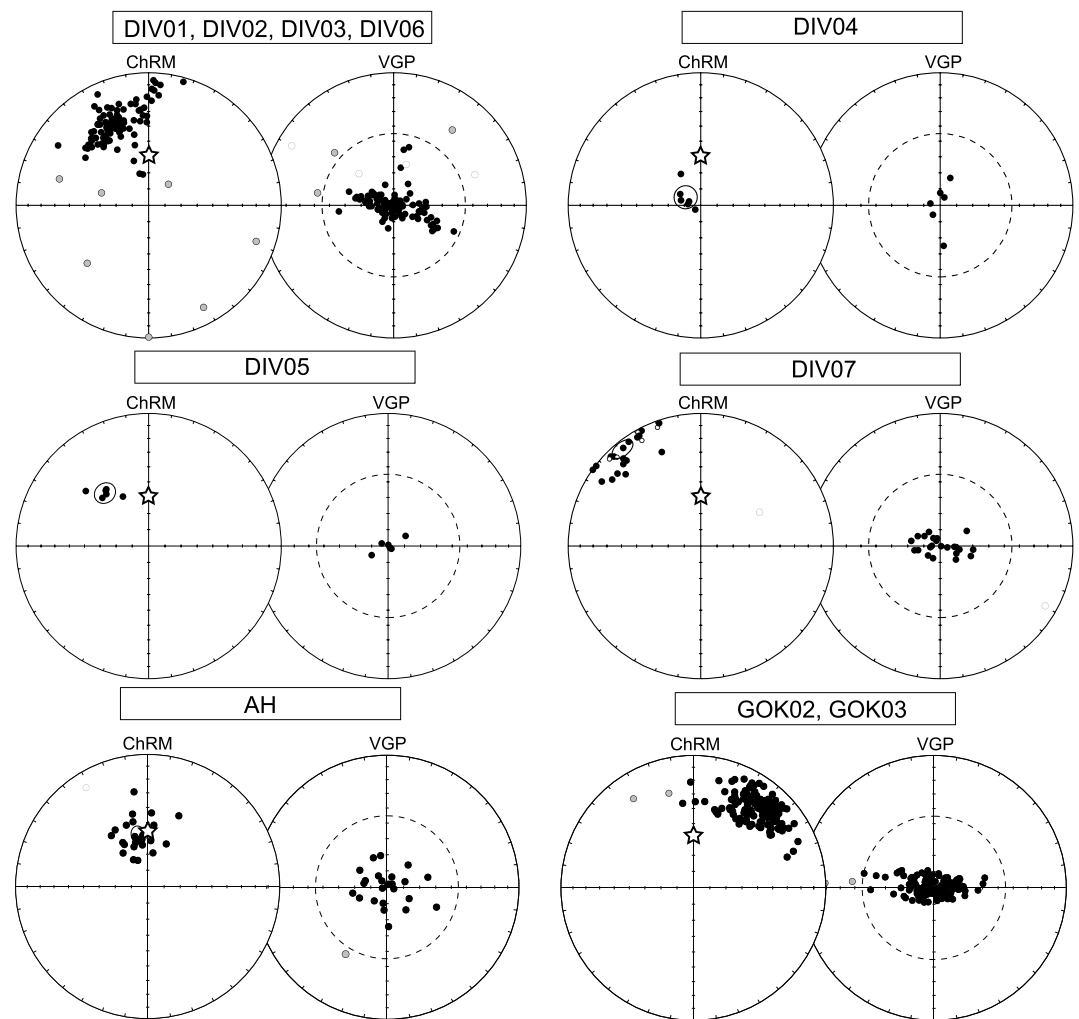 DIV01, DIV02, DIV03, DIV06
ChRM VGP
DIV04
ChRM VGP
DIV05
ChRM VGP
DIV07
ChRM VGP
AH
ChRM VGP
GOK02, GOK03
ChRM VGP